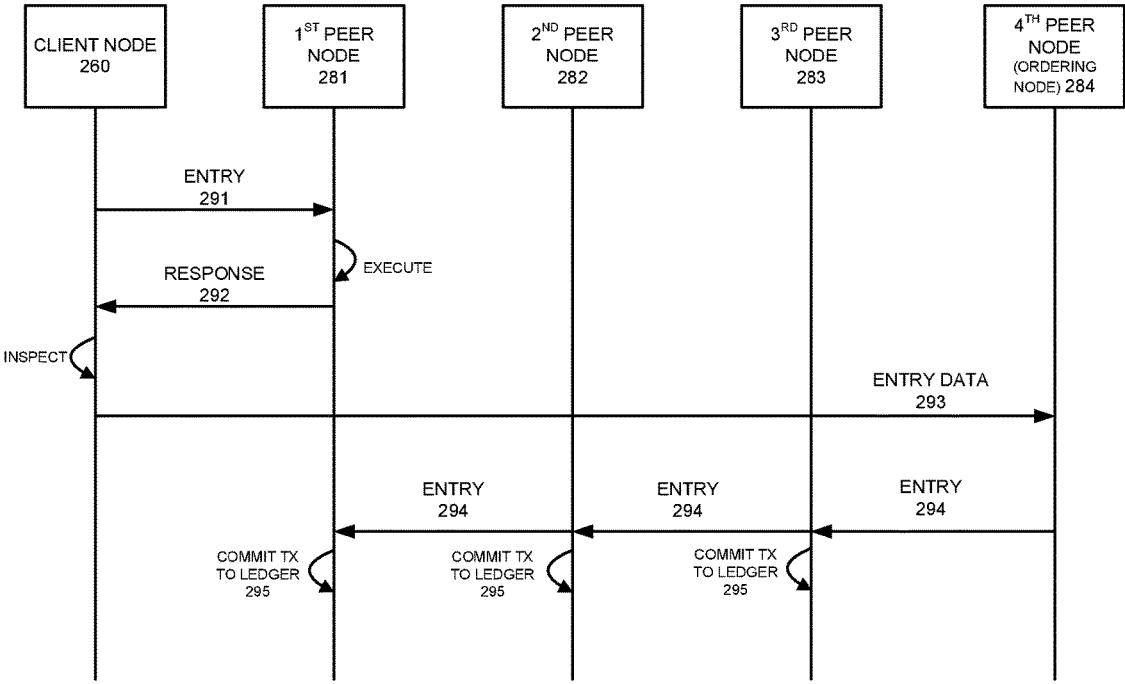 CLIENT NODE
260
1ST PEER
NODE
281
2ND PEER
NODE
282
3RD PEER
NODE
283
4TH PEER
NODE
(ORDERING
NODE) 284
ENTRY
291
EXECUTE
RESPONSE
292
INSPECT
ENTRY DATA
293
ENTRY
294
ENTRY
294
ENTRY
294
COMMIT TX
TO LEDGER
295
COMMIT TX
TO LEDGER
295
COMMIT TX
TO LEDGER
295